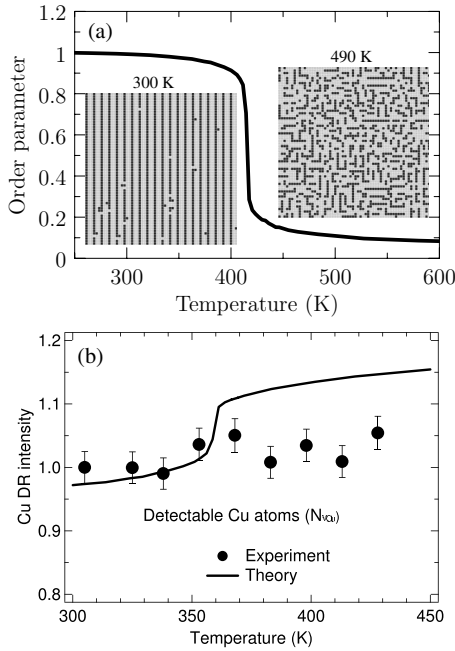 (a)
1.2
1
0.8
0.6
0.4
0.2
0
Order parameter
300 K
490 K
300
400
500
600
Temperature (K)
(b)
1.2
1.1
1.0
0.9
0.8
Cu DR intensity
Detectable Cu atoms (NVCu)
Experiment
Theory
300
350
400
450
Temperature (K)